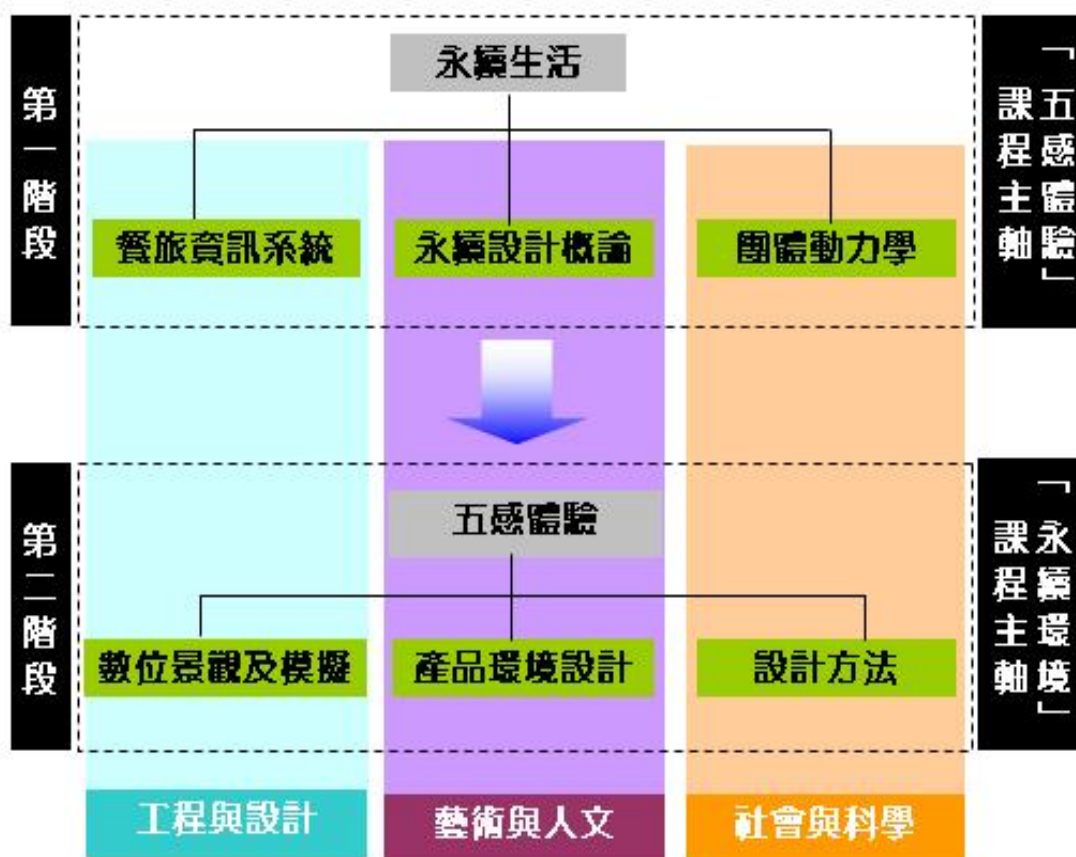 第一階段
永續生活
餐旅資訊系統
永續設計概論
團體動力學
「五感體驗」
課程主軸
第二階段
五感體驗
數位景觀及模擬
產品環境設計
設計方法
「永續環境」
課程主軸
工程與設計
藝術與人文
社會與科學